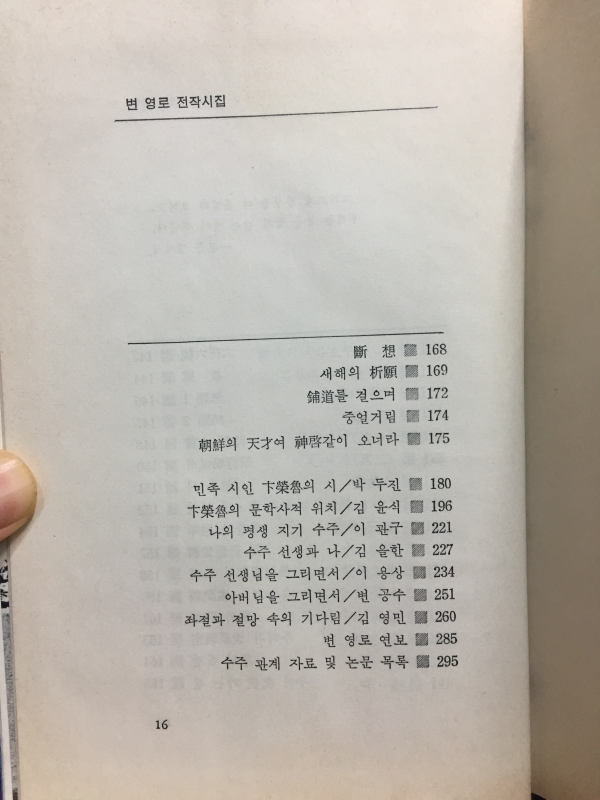 변 영로 전작시집
斷 想 ▨ 168
새해의 祈願 ▨ 169
鋪道를 걸으며 ▨ 172
중얼거림 ▨ 174
朝鮮의 天才여 神啓같이 오너라 ▨ 175
민족 시인 卞榮魯의 시/박 두진 ▨ 180
卞榮魯의 문학사적 위치/김 윤식 ▨ 196
나의 평생 지기 수주/이 관구 ▨ 221
수주 선생과 나/김 을한 ▨ 227
수주 선생님을 그리면서/이 용상 ▨ 234
아버님을 그리면서/변 공수 ▨ 251
좌절과 절망 속의 기다림/김 영민 ▨ 260
변 영로 연보 ▨ 285
수주 관계 자료 및 논문 목록 ▨ 295
16